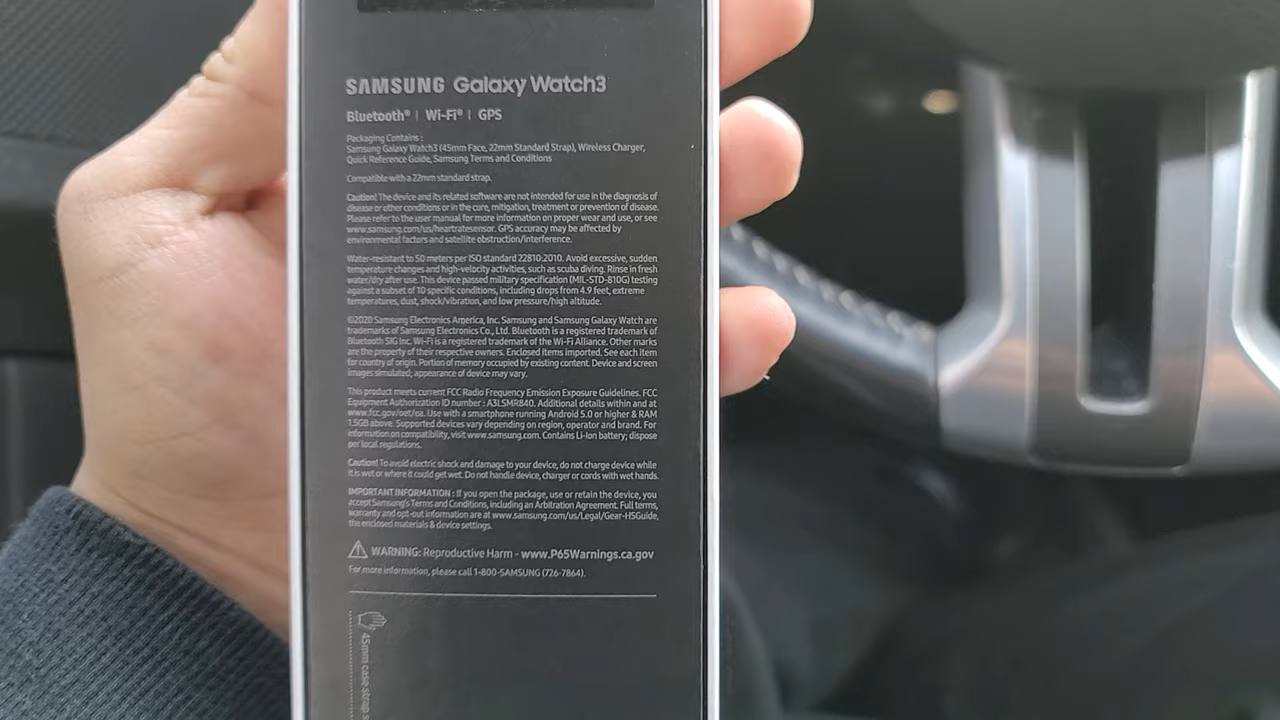 SAMSUNG Galaxy Watch3
Bluetooth® | Wi-Fi® | GPS
Packaging Contains :
Samsung Galaxy Watch3 (45mm Face, 22mm Standard Strap), Wireless Charger,
Quick Reference Guide, Samsung Terms and Conditions
Compatible with a 22mm standard strap.
Caution! The device and its related software are not intended for use in the diagnosis of
disease or other conditions or in the cure, mitigation, treatment or prevention of disease.
Please refer to the user manual for more information on proper wear and use, or see
www.samsung.com/us/heartratesensor. GPS accuracy may be affected by
environmental factors and satellite obstruction/interference.
Water-resistant to 50 meters per ISO standard 22810:2010. Avoid excessive, sudden
temperature changes and high-velocity activities, such as scuba diving. Rinse in fresh
water/dry after use. This device passed military specification (MIL-STD-810G) testing
against a subset of 10 specific conditions, including drops from 4.9 feet, extreme
temperatures, dust, shock/vibration, and low pressure/high altitude.
©2020 Samsung Electronics America, Inc. Samsung and Samsung Galaxy Watch are
trademarks of Samsung Electronics Co., Ltd. Bluetooth is a registered trademark of
Bluetooth SIG Inc. Wi-Fi is a registered trademark of the Wi-Fi Alliance. Other marks
are the property of their respective owners. Enclosed items imported. See each item
for country of origin. Portion of memory occupied by existing content. Device and screen
images simulated; appearance of device may vary.
This product meets current FCC Radio Frequency Emission Exposure Guidelines. FCC
Equipment Authorization ID number : A3LSMR840. Additional details within and at
www.fcc.gov/oet/ea. Use with a smartphone running Android 5.0 or higher & RAM
1.5GB above. Supported devices vary depending on region, operator and brand. For
information on compatibility, visit www.samsung.com. Contains Li-Ion battery; dispose
per local regulations.
Caution! To avoid electric shock and damage to your device, do not charge device while
it is wet or where it could get wet. Do not handle device, charger or cords with wet hands.
IMPORTANT INFORMATION : If you open the package, use or retain the device, you
accept Samsung's Terms and Conditions, including an Arbitration Agreement. Full terms,
warranty and opt-out information are at www.samsung.com/us/Legal/Gear-HSGuide,
the enclosed materials & device settings.
WARNING: Reproductive Harm - www.P65Warnings.ca.gov
For more information, please call 1-800-SAMSUNG (726-7864).
45mm case strap